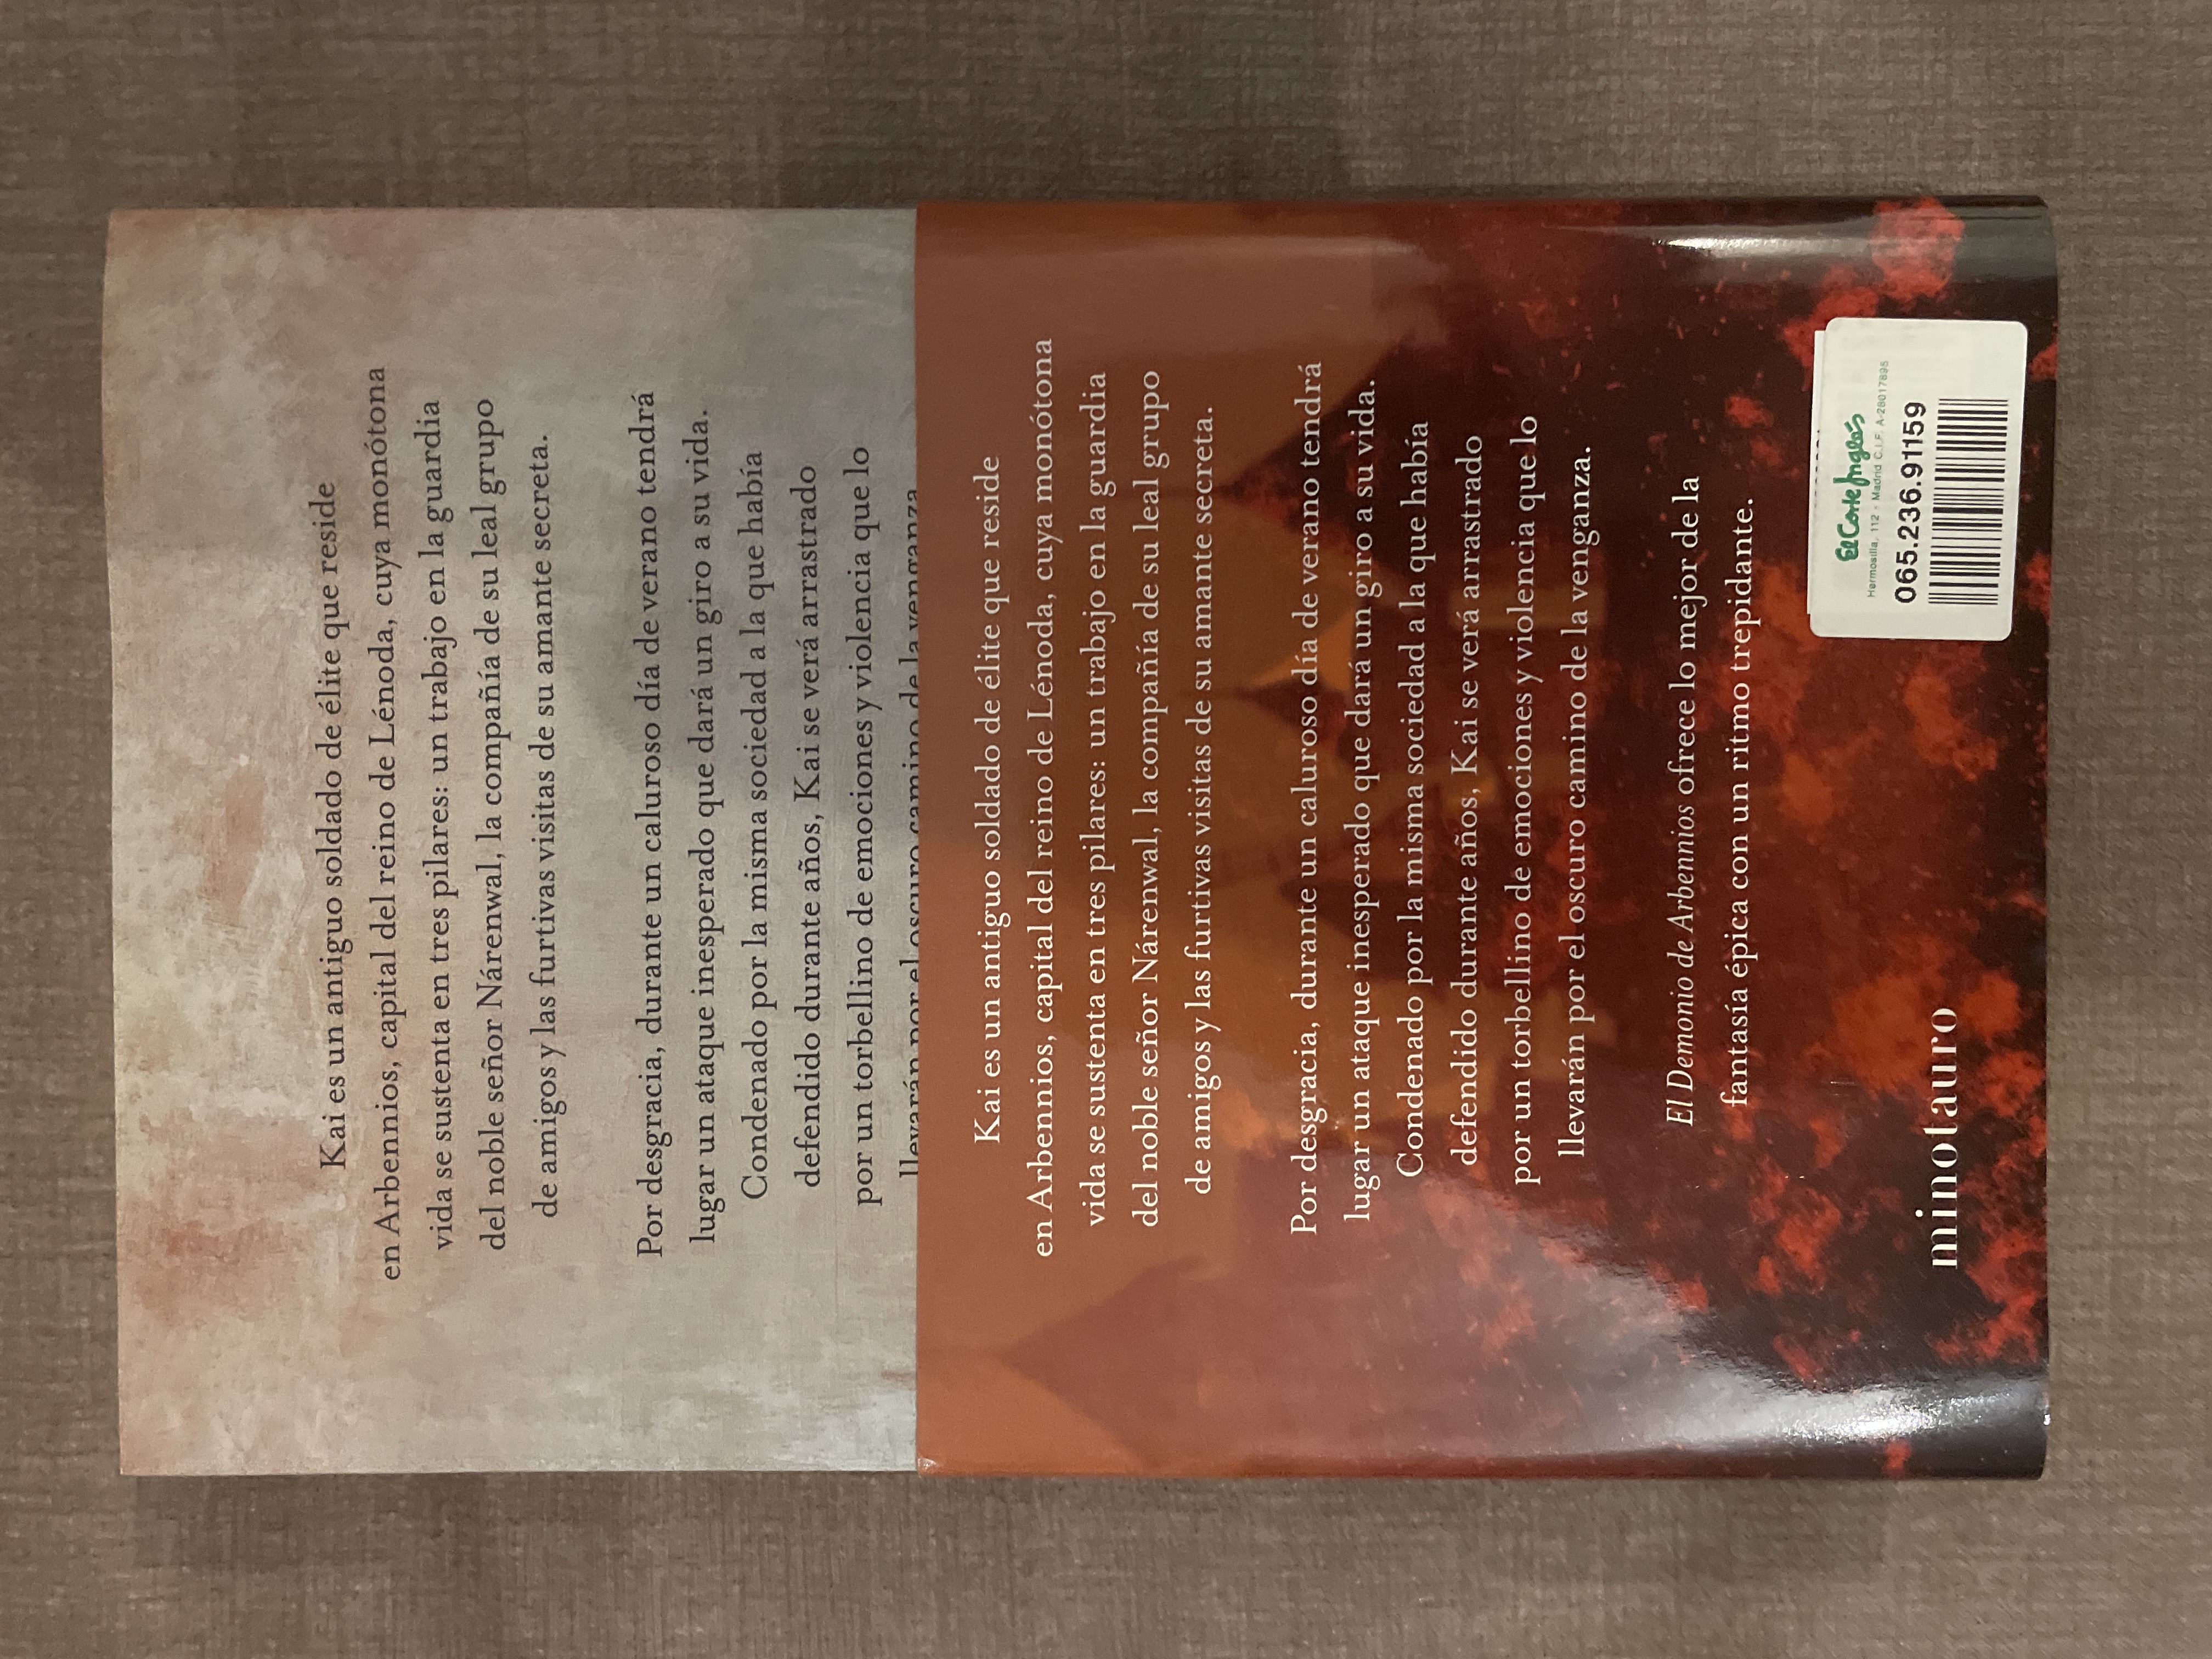 Kai es un antiguo soldado de élite que reside
en Arbennios, capital del reino de Lénoda, cuya monótona
vida se sustenta en tres pilares: un trabajo en la guardia
del noble señor Nárenwal, la compañía de su leal grupo
de amigos y las furtivas visitas de su amante secreta.
Por desgracia, durante un caluroso día de verano tendrá
lugar un ataque inesperado que dará un giro a su vida.
Condenado por la misma sociedad a la que había
defendido durante años, Kai se verá arrastrado
por un torbellino de emociones y violencia que lo
llevarán por el oscuro camino de la venganza
Kai es un antiguo soldado de élite que reside
en Arbennios, capital del reino de Lénoda, cuya monótona
vida se sustenta en tres pilares: un trabajo en la guardia
del noble señor Nárenwal, la compañía de su leal grupo
de amigos y las furtivas visitas de su amante secreta.
Por desgracia, durante un caluroso día de verano tendrá
lugar un ataque inesperado que dará un giro a su vida.
Condenado por la misma sociedad a la que había
defendido durante años, Kai se verá arrastrado
por un torbellino de emociones y violencia que lo
llevarán por el oscuro camino de la venganza.
El Demonio de Arbennios ofrece lo mejor de la
fantasía épica con un ritmo trepidante.
minotauro
El Corte Inglés
Hermosilla, 112 - Madrid C.I.F. A-28017895
065.236.91159